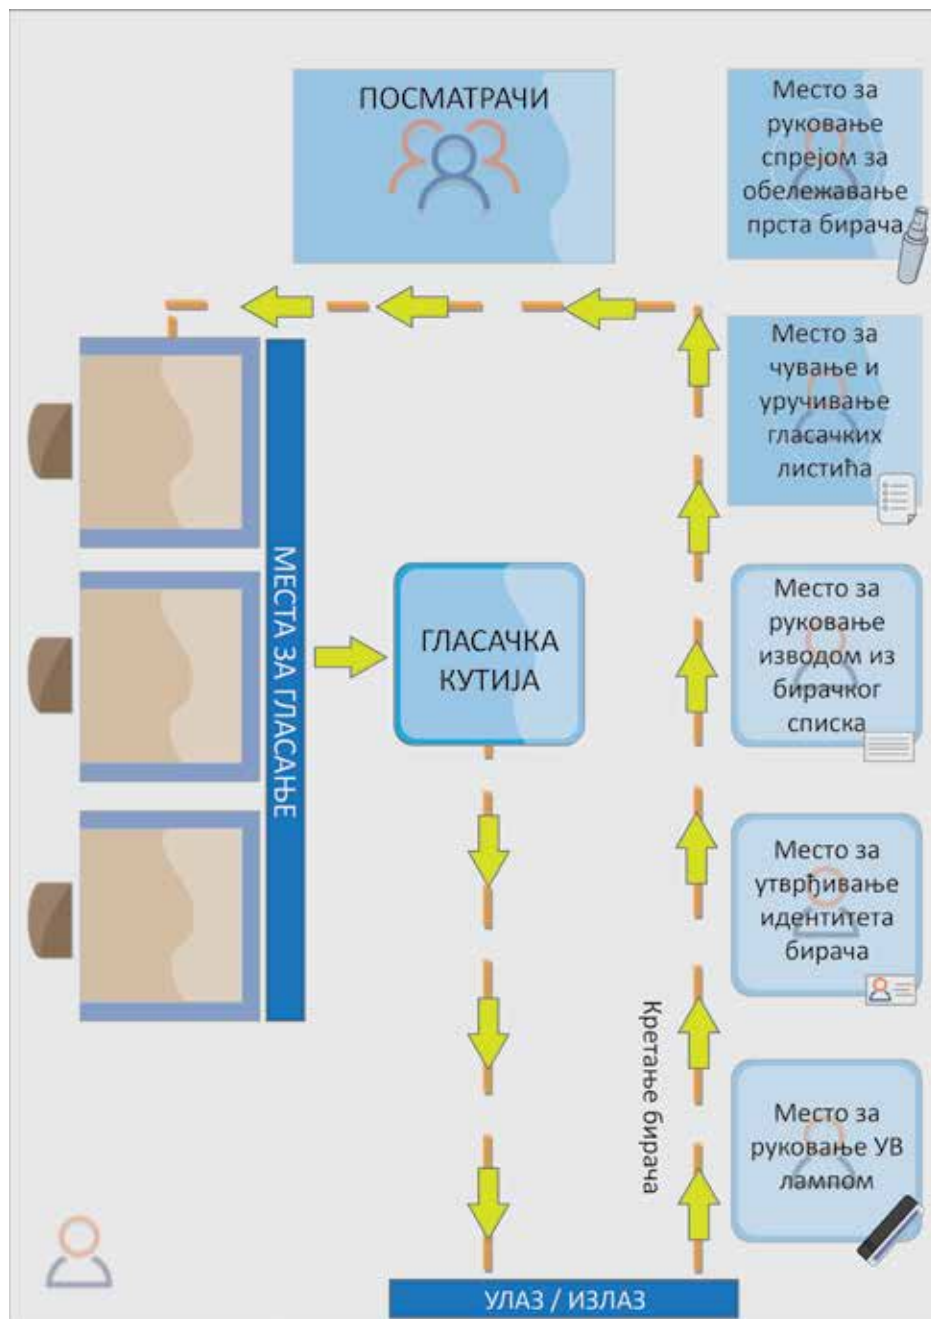 ПОСМАТРАЧИ
Место за
руковање
спрејом за
обележавање
прста бирача
Место за
чување и
уручивање
гласачких
листића
МЕСТА ЗА ГЛАСАЊЕ
ГЛАСАЧКА
КУТИЈА
Место за
руковање
изводом из
бирачког
списка
Место за
утврђивање
идентитета
бирача
Кретање бирача
Место за
руковање УВ
лампом
УЛАЗ / ИЗЛАЗ